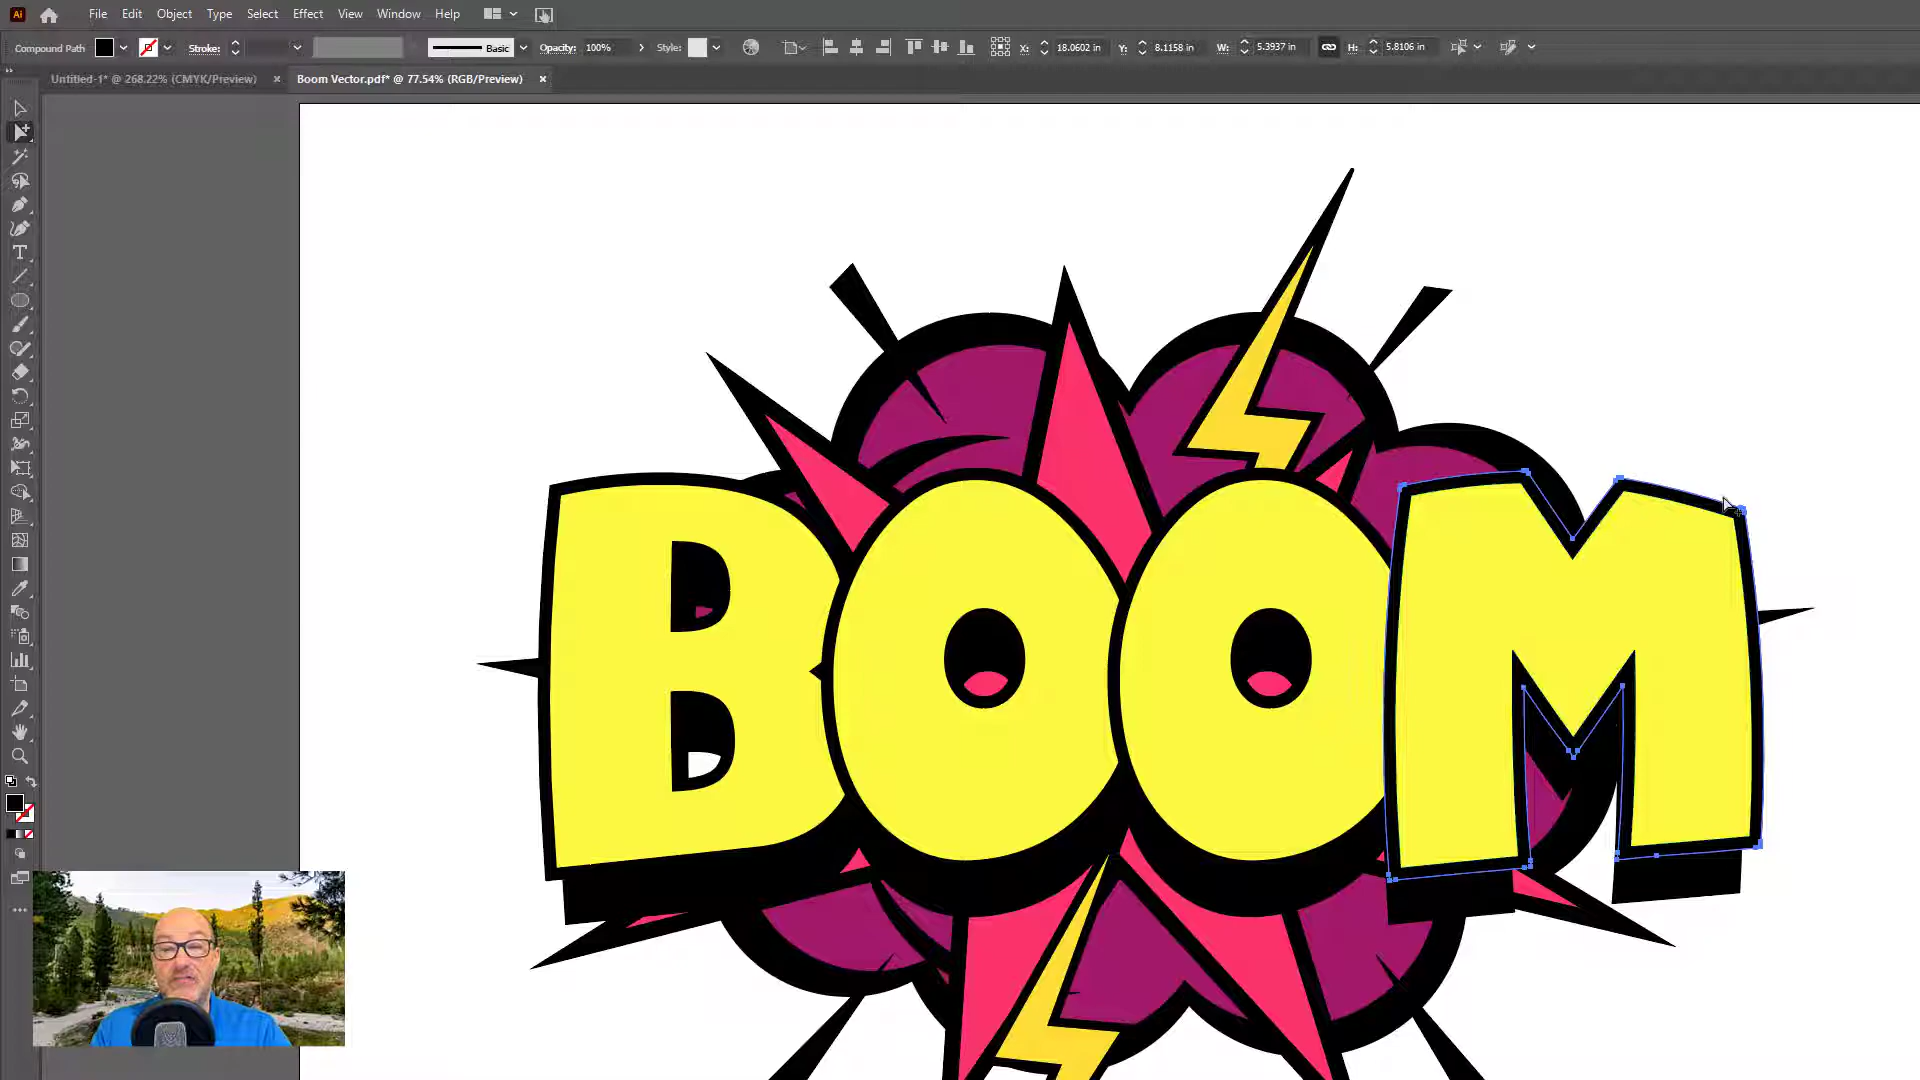 Ai File Edit Object Type Select Effect View Window Help
Compound Path Stroke: Basic Opacity: 100% Style: X: 18.0602 in Y: 8.1158 in W: 5.3937 in H: 5.8106 in
Untitled-1* @ 268.22% (CMYK/Preview) × Boom Vector.pdf* @ 77.54% (RGB/Preview) ×
BOOM